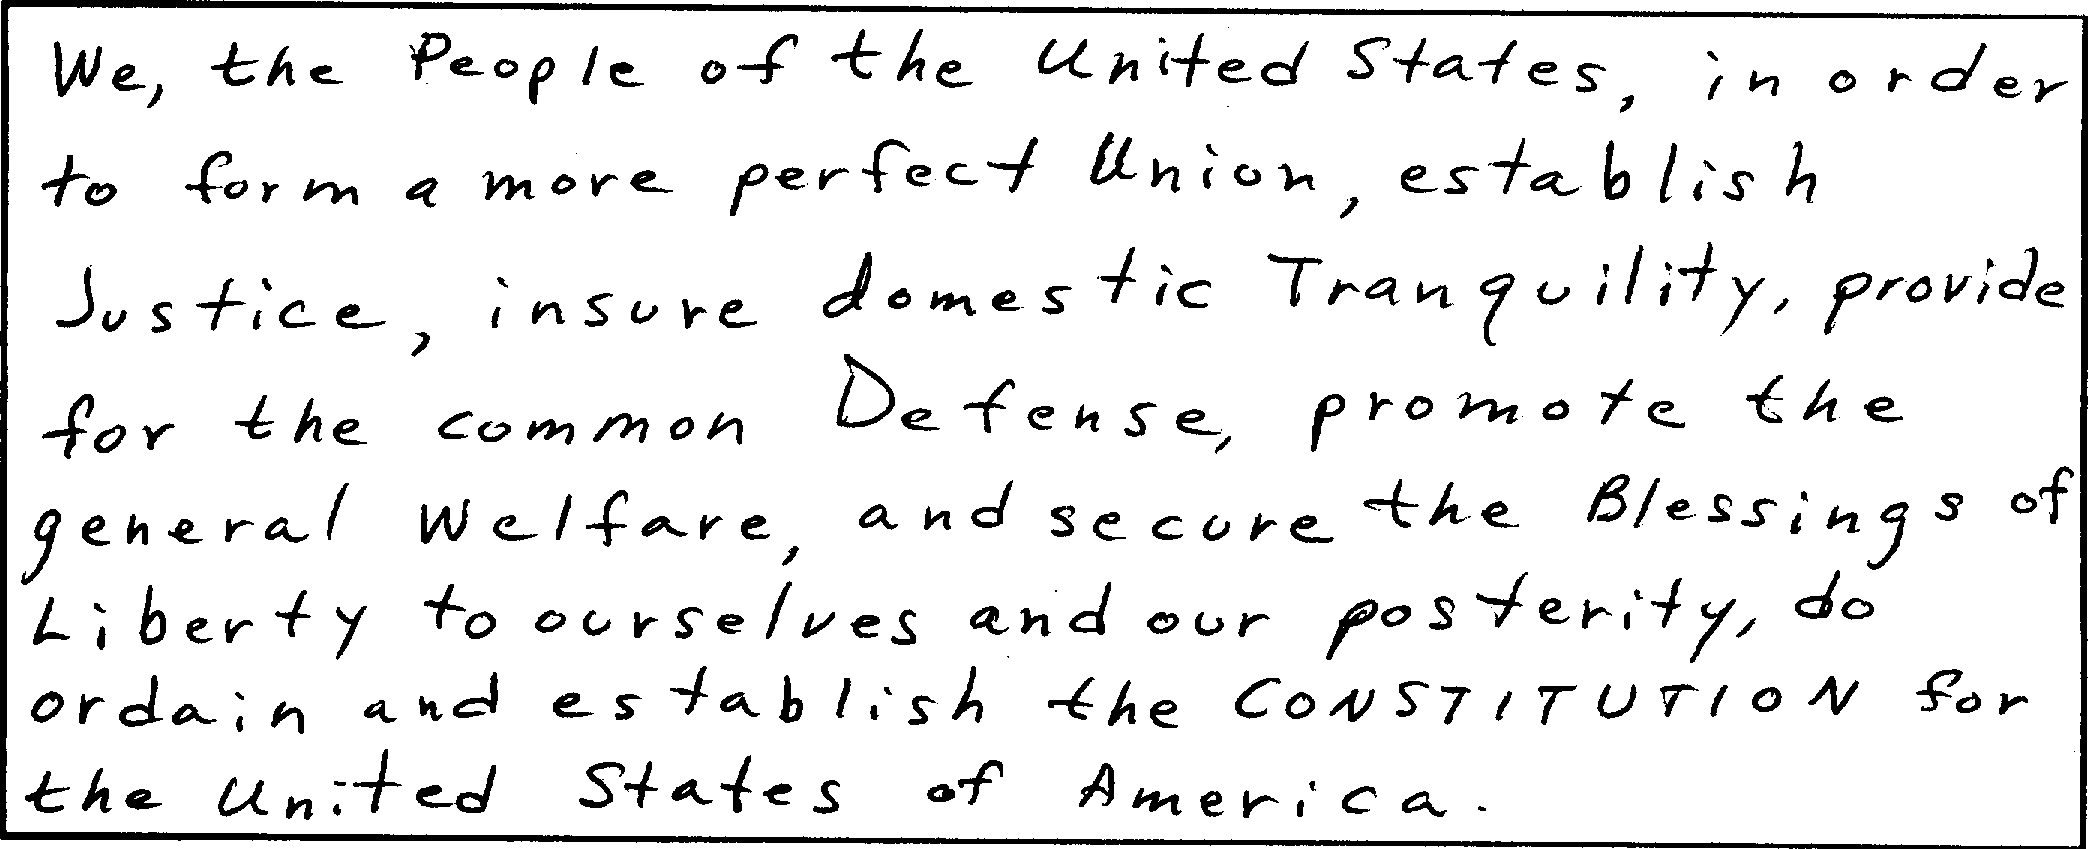 We, the People of the United States, in order
to form a more perfect Union, establish
Justice, insure domestic Tranquility, provide
for the common Defense, promote the
general Welfare, and secure the Blessings of
Liberty to ourselves and our posterity, do
ordain and establish the CONSTITUTION for
the United States of America.